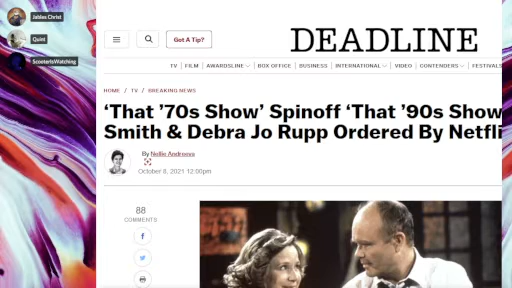 Jables Christ
Quint
ScooterIsWatching
Got A Tip?
DEADLINE
TV FILM AWARDSLINE BOX OFFICE BUSINESS INTERNATIONAL VIDEO CONTENDERS FESTIVALS
HOME / TV / BREAKING NEWS
‘That ’70s Show’ Spinoff ‘That ’90s Show
Smith & Debra Jo Rupp Ordered By Netfli
By Nellie Andreeva
October 8, 2021 12:00pm
88
COMMENTS